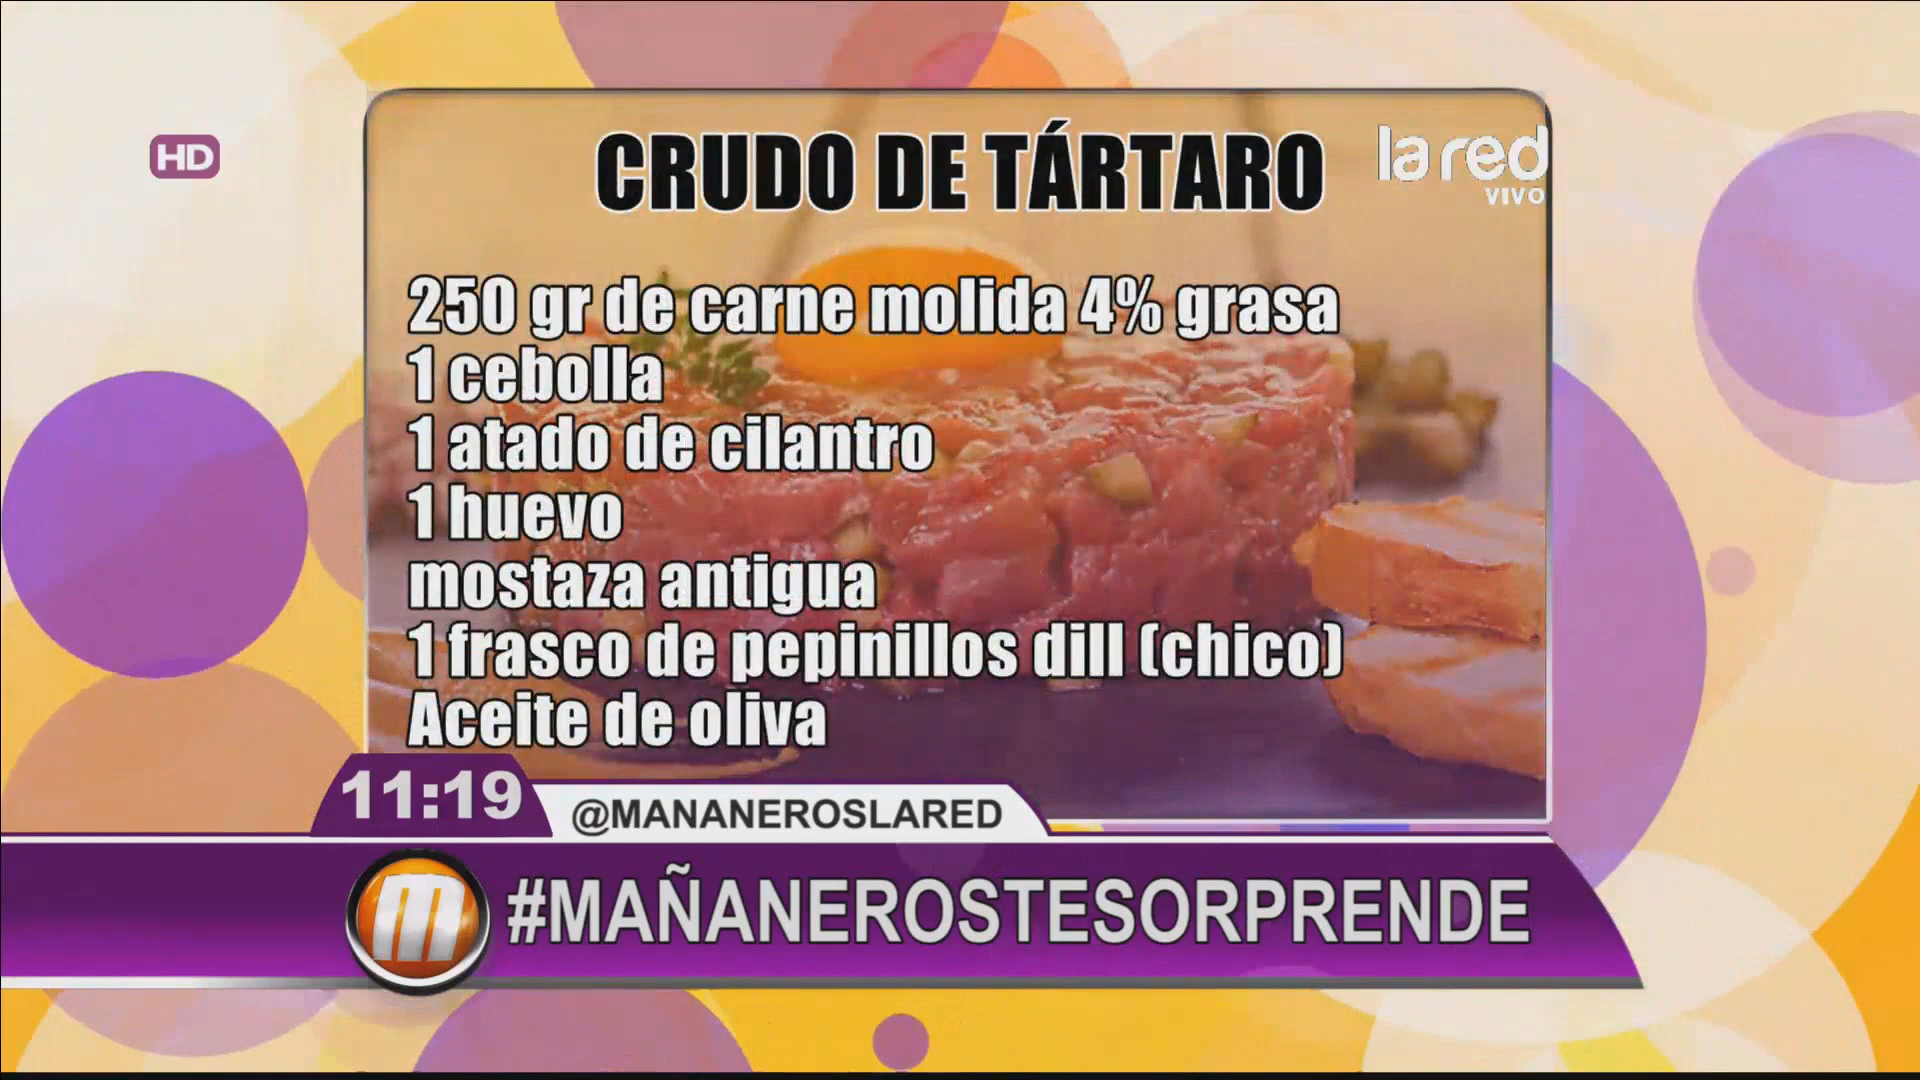 HD
CRUDO DE TÁRTARO
la red
VIVO
250 gr de carne molida 4% grasa
1 cebolla
1 atado de cilantro
1 huevo
mostaza antigua
1 frasco de pepinillos dill (chico)
Aceite de oliva
11:19
@MANANEROSLARED
m
#MAÑANEROSTESORPRENDE